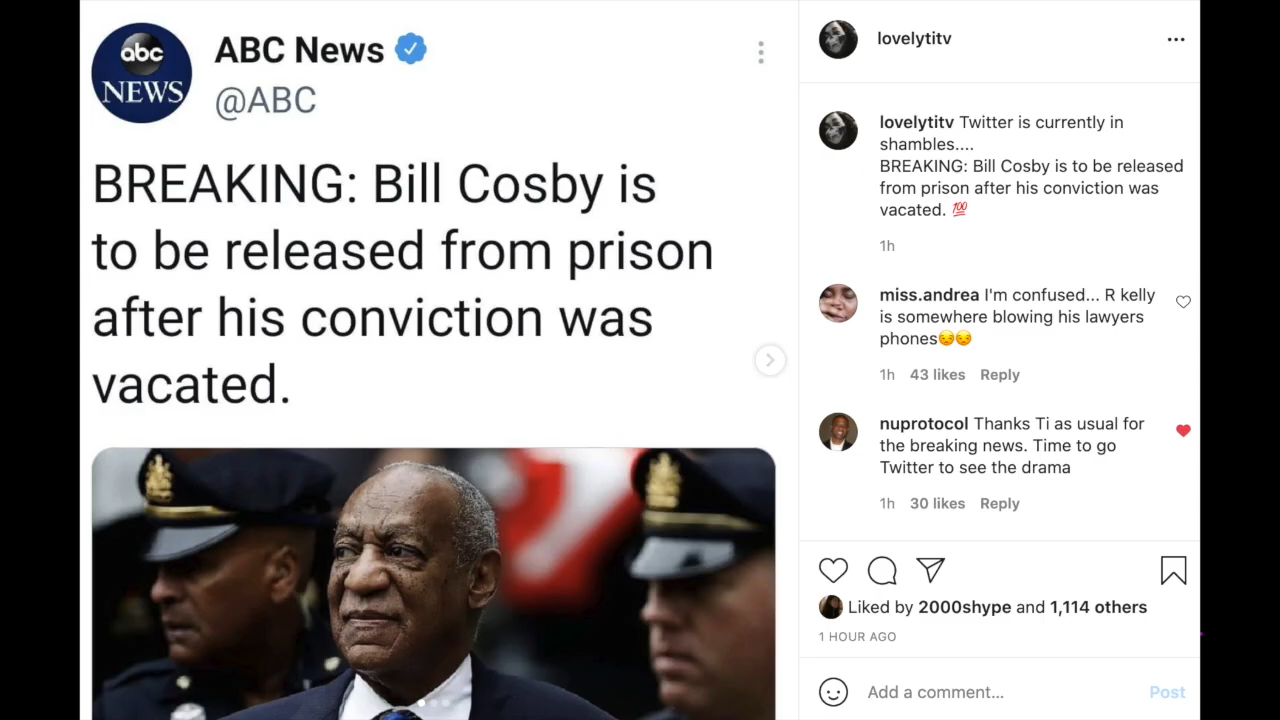 abc
NEWS
ABC News
@ABC
BREAKING: Bill Cosby is
to be released from prison
after his conviction was
vacated.
lovelytitv
lovelytitv Twitter is currently in
shambles....
BREAKING: Bill Cosby is to be released
from prison after his conviction was
vacated. 💯
1h
miss.andrea I'm confused... R kelly
is somewhere blowing his lawyers
phones😔😔
1h 43 likes Reply
nuprotocol Thanks Ti as usual for
the breaking news. Time to go
Twitter to see the drama
1h 30 likes Reply
Liked by 2000shype and 1,114 others
1 HOUR AGO
Add a comment... Post